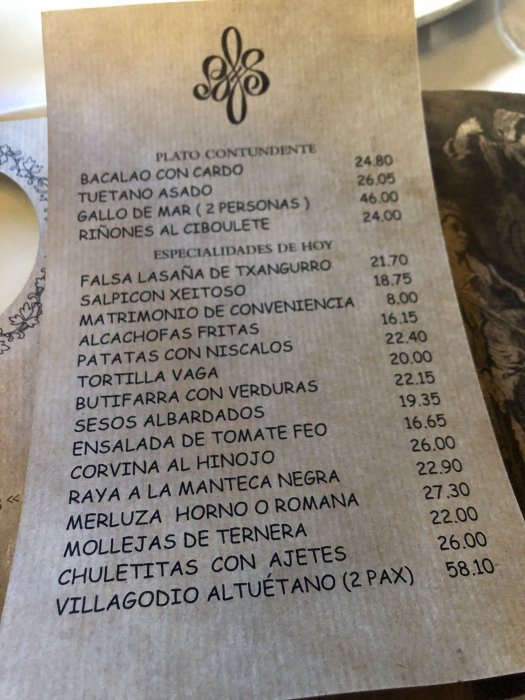 PLATO CONTUNDENTE
BACALAO CON CARDO 24.80
TUETANO ASADO 26.05
GALLO DE MAR ( 2 PERSONAS ) 46.00
RIÑONES AL CIBOULETE 24.00
ESPECIALIDADES DE HOY
FALSA LASAÑA DE TXANGURRO 21.70
SALPICON XEITOSO 18.75
MATRIMONIO DE CONVENIENCIA 8.00
ALCACHOFAS FRITAS 16.15
PATATAS CON NISCALOS 22.40
TORTILLA VAGA 20.00
BUTIFARRA CON VERDURAS 22.15
SESOS ALBARDADOS 19.35
ENSALADA DE TOMATE FEO 16.65
CORVINA AL HINOJO 26.00
RAYA A LA MANTECA NEGRA 22.90
MERLUZA HORNO O ROMANA 27.30
MOLLEJAS DE TERNERA 22.00
CHULETITAS CON AJETES 26.00
VILLAGODIO ALTUÉTANO (2 PAX) 58.10